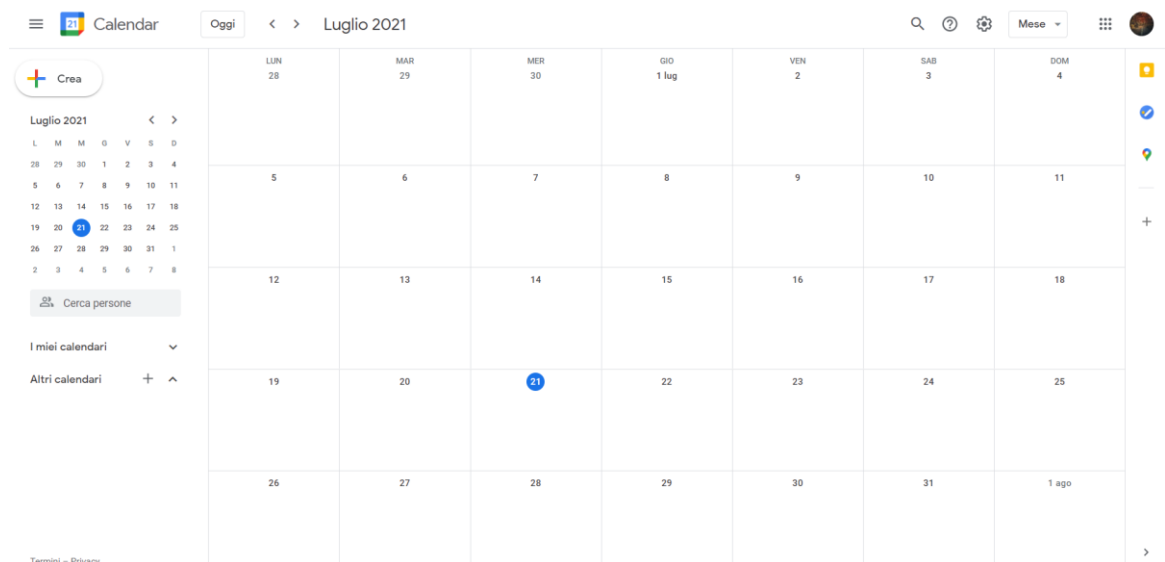 21 Calendar Oggi Luglio 2021 Mese
Crea
Luglio 2021
L M M G V S D
28 29 30 1 2 3 4
5 6 7 8 9 10 11
12 13 14 15 16 17 18
19 20 21 22 23 24 25
26 27 28 29 30 31 1
2 3 4 5 6 7 8
Cerca persone
I miei calendari
Altri calendari
Termini – Privacy
LUN MAR MER GIO VEN SAB DOM
28 29 30 1 lug 2 3 4
5 6 7 8 9 10 11
12 13 14 15 16 17 18
19 20 21 22 23 24 25
26 27 28 29 30 31 1 ago